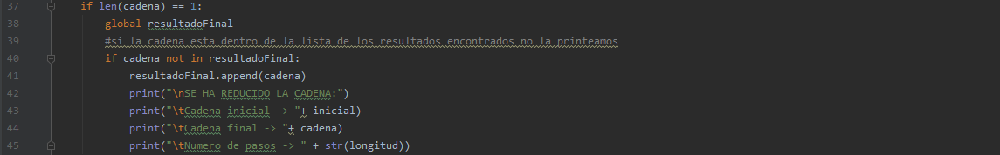 37 if len(cadena) == 1:
38 global resultadoFinal
39 #si la cadena esta dentro de la lista de los resultados encontrados no la printeamos
40 if cadena not in resultadoFinal:
41 resultadoFinal.append(cadena)
42 print("\nSE HA REDUCIDO LA CADENA:")
43 print("\tCadena inicial -> "+ inicial)
44 print("\tCadena final -> "+ cadena)
45 print("\tNumero de pasos -> " + str(longitud))